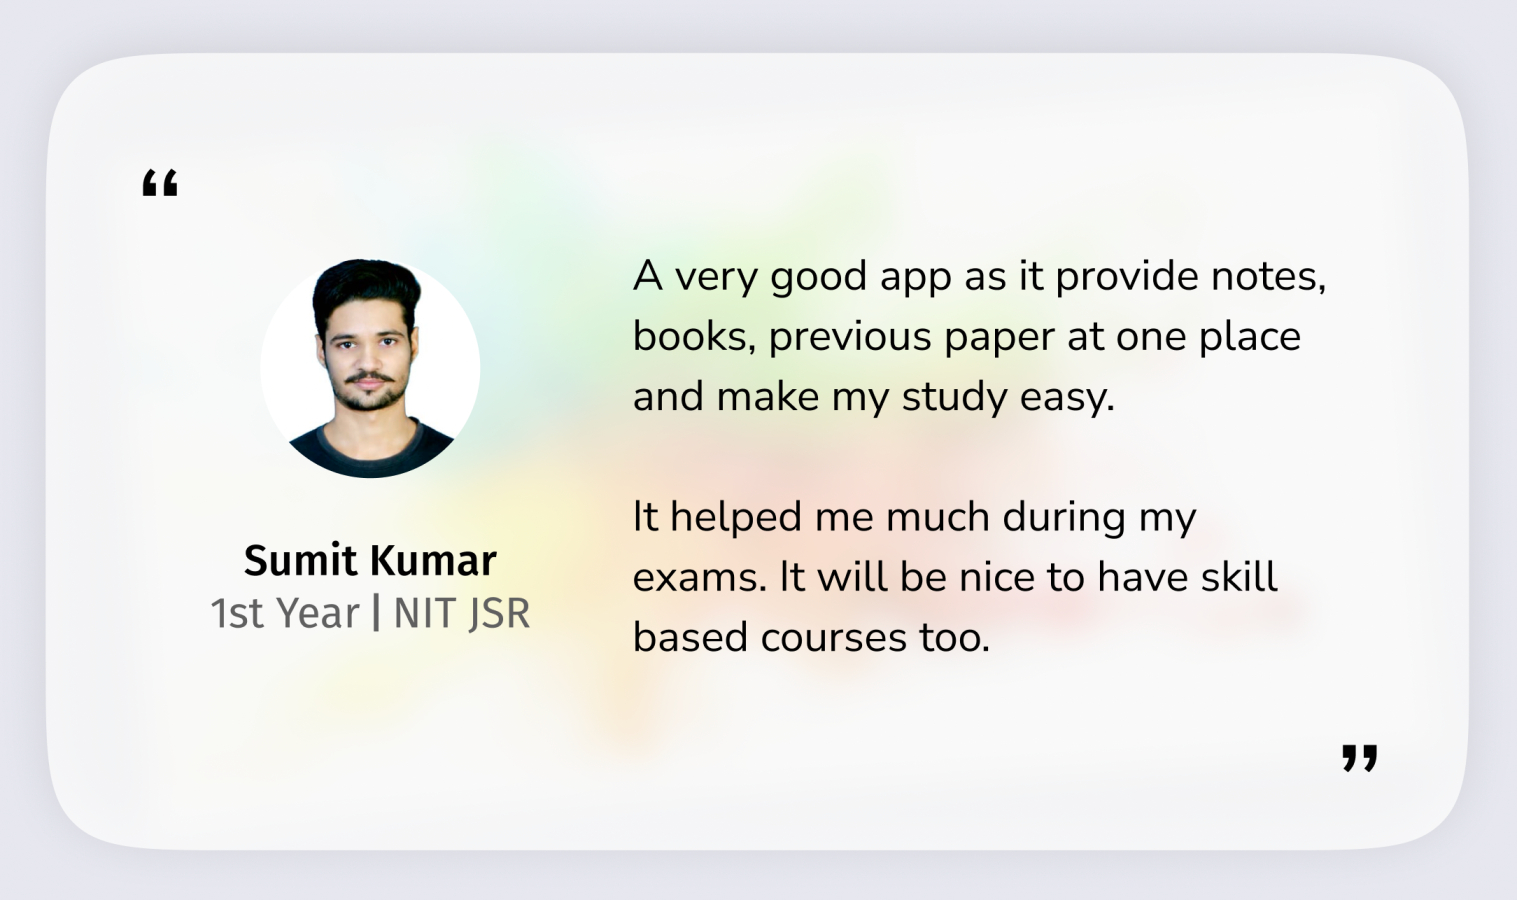 “
Sumit Kumar
1st Year | NIT JSR
A very good app as it provide notes,
books, previous paper at one place
and make my study easy.
It helped me much during my
exams. It will be nice to have skill
based courses too.
”